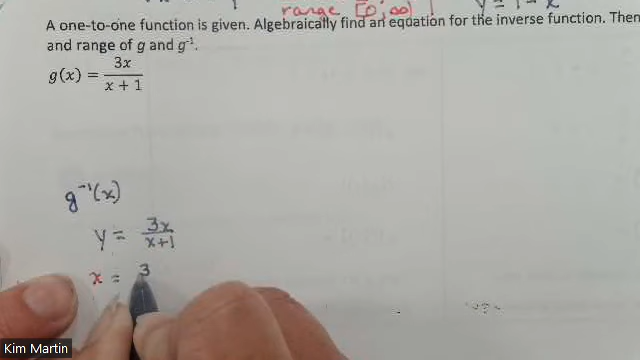 range [0, ∞) y = 1 - x
A one-to-one function is given. Algebraically find an equation for the inverse function. Then
and range of g and g⁻¹.
g(x) = 3x / x + 1
g⁻¹(x)
y = 3x / x+1
x = 3
Kim Martin